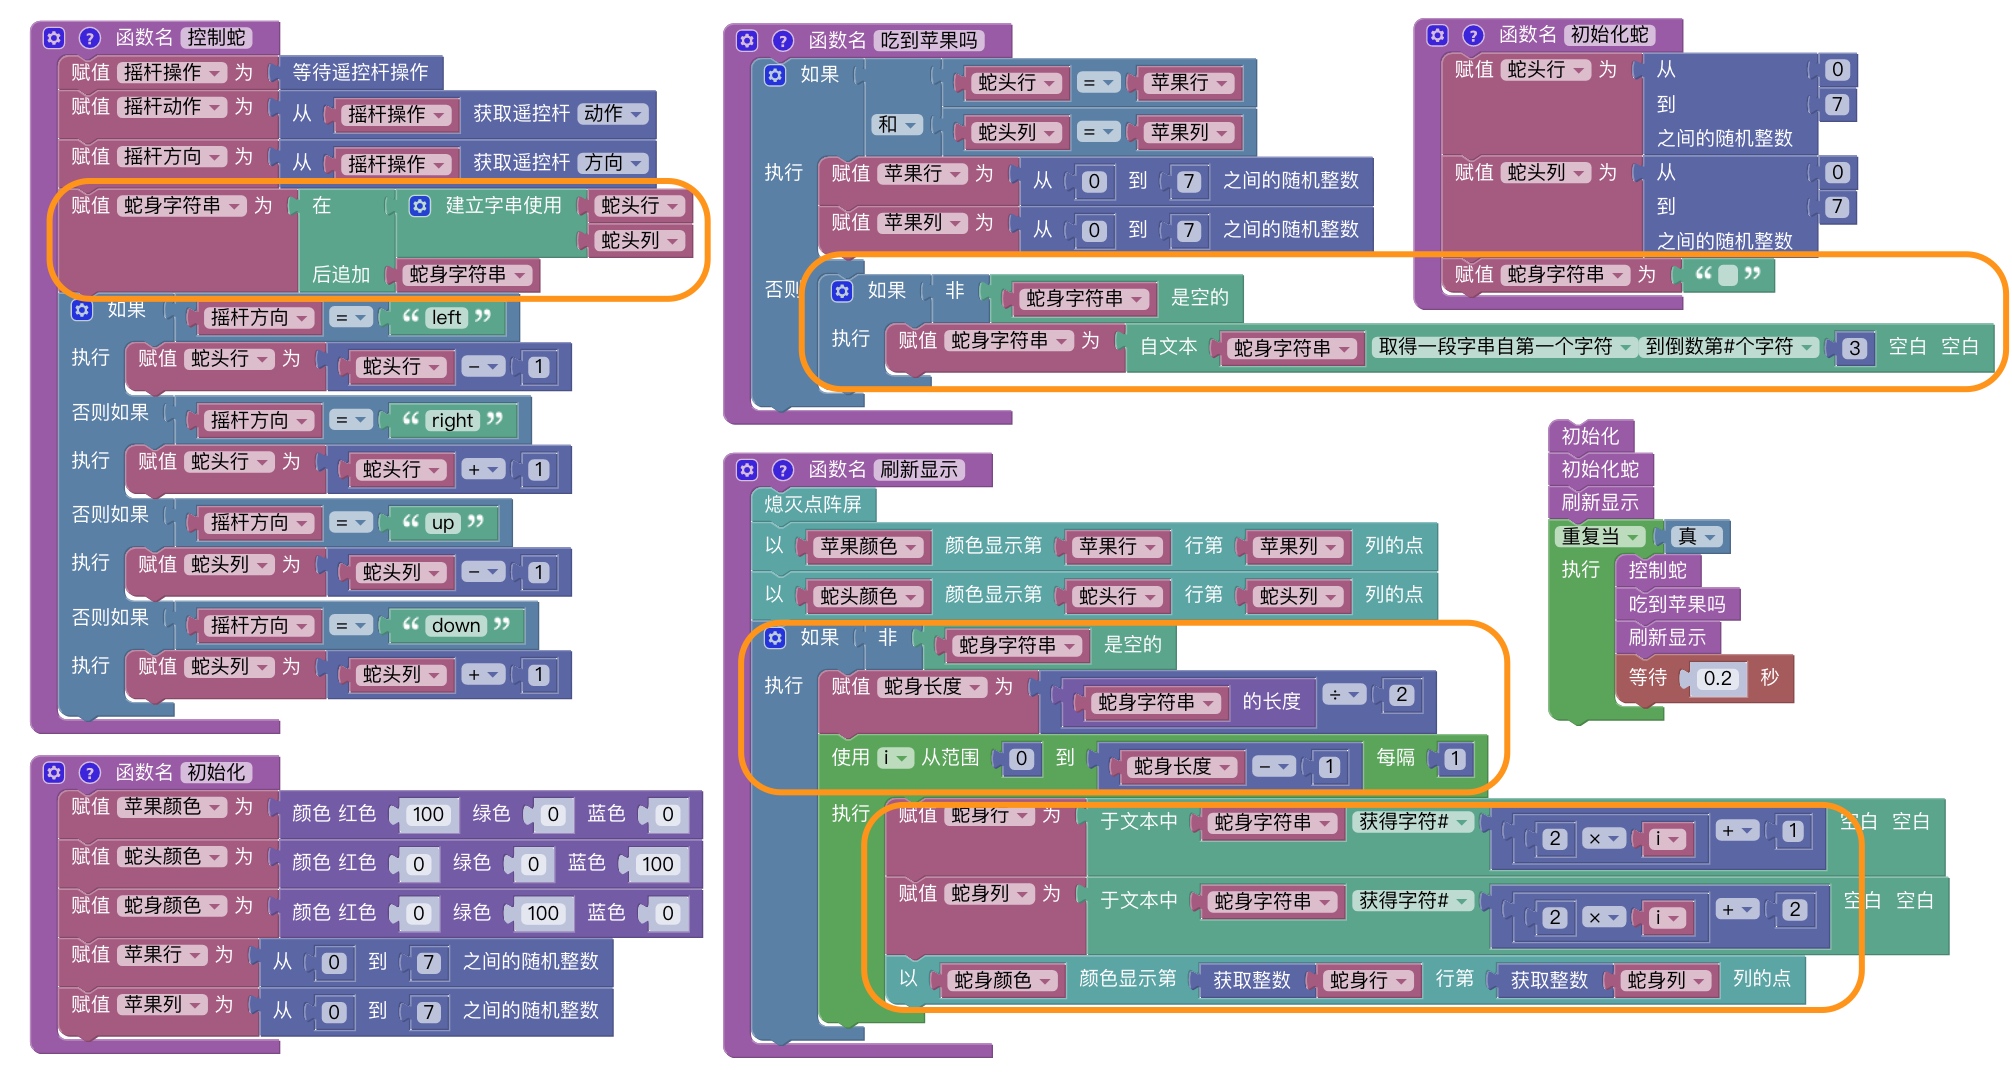 函数名 控制蛇
赋值 摇杆操作 为 等待遥控杆操作
赋值 摇杆动作 为 从 摇杆操作 获取遥控杆 动作
赋值 摇杆方向 为 从 摇杆操作 获取遥控杆 方向
赋值 蛇身字符串 为 在 建立字串使用 蛇头行
蛇头列
后追加 蛇身字符串
如果 摇杆方向 = “ left ”
执行 赋值 蛇头行 为 蛇头行 - 1
否则如果 摇杆方向 = “ right ”
执行 赋值 蛇头行 为 蛇头行 + 1
否则如果 摇杆方向 = “ up ”
执行 赋值 蛇头列 为 蛇头列 - 1
否则如果 摇杆方向 = “ down ”
执行 赋值 蛇头列 为 蛇头列 + 1
函数名 初始化
赋值 苹果颜色 为 颜色 红色 100 绿色 0 蓝色 0
赋值 蛇头颜色 为 颜色 红色 0 绿色 0 蓝色 100
赋值 蛇身颜色 为 颜色 红色 0 绿色 100 蓝色 0
赋值 苹果行 为 从 0 到 7 之间的随机整数
赋值 苹果列 为 从 0 到 7 之间的随机整数
函数名 吃到苹果吗
如果 蛇头行 = 苹果行
和 蛇头列 = 苹果列
执行 赋值 苹果行 为 从 0 到 7 之间的随机整数
赋值 苹果列 为 从 0 到 7 之间的随机整数
否则 如果 非 蛇身字符串 是空的
执行 赋值 蛇身字符串 为 自文本 蛇身字符串 取得一段字串自第一个字符 到倒数第#个字符 3 空白 空白
函数名 刷新显示
熄灭点阵屏
以 苹果颜色 颜色显示第 苹果行 行第 苹果列 列的点
以 蛇头颜色 颜色显示第 蛇头行 行第 蛇头列 列的点
如果 非 蛇身字符串 是空的
执行 赋值 蛇身长度 为 蛇身字符串 的长度 ÷ 2
使用 i 从范围 0 到 蛇身长度 - 1 每隔 1
执行 赋值 蛇身行 为 于文本中 蛇身字符串 获得字符# 2 × i + 1 空白 空白
赋值 蛇身列 为 于文本中 蛇身字符串 获得字符# 2 × i + 2 空白 空白
以 蛇身颜色 颜色显示第 获取整数 蛇身行 行第 获取整数 蛇身列 列的点
函数名 初始化蛇
赋值 蛇头行 为 从 0
到 7
之间的随机整数
赋值 蛇头列 为 从 0
到 7
之间的随机整数
赋值 蛇身字符串 为 “ ”
初始化
初始化蛇
刷新显示
重复当 真
执行 控制蛇
吃到苹果吗
刷新显示
等待 0.2 秒